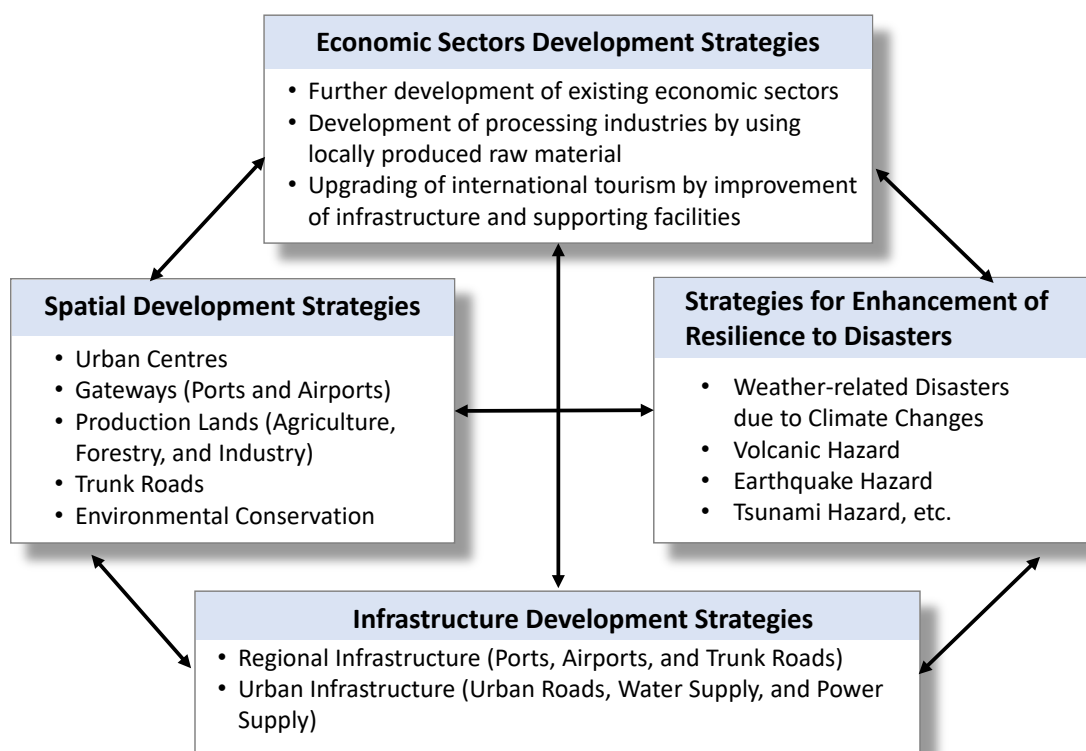 Economic Sectors Development Strategies
• Further development of existing economic sectors
• Development of processing industries by using
locally produced raw material
• Upgrading of international tourism by improvement
of infrastructure and supporting facilities
Spatial Development Strategies
• Urban Centres
• Gateways (Ports and Airports)
• Production Lands (Agriculture,
Forestry, and Industry)
• Trunk Roads
• Environmental Conservation
Strategies for Enhancement of
Resilience to Disasters
• Weather-related Disasters
due to Climate Changes
• Volcanic Hazard
• Earthquake Hazard
• Tsunami Hazard, etc.
Infrastructure Development Strategies
• Regional Infrastructure (Ports, Airports, and Trunk Roads)
• Urban Infrastructure (Urban Roads, Water Supply, and Power
Supply)